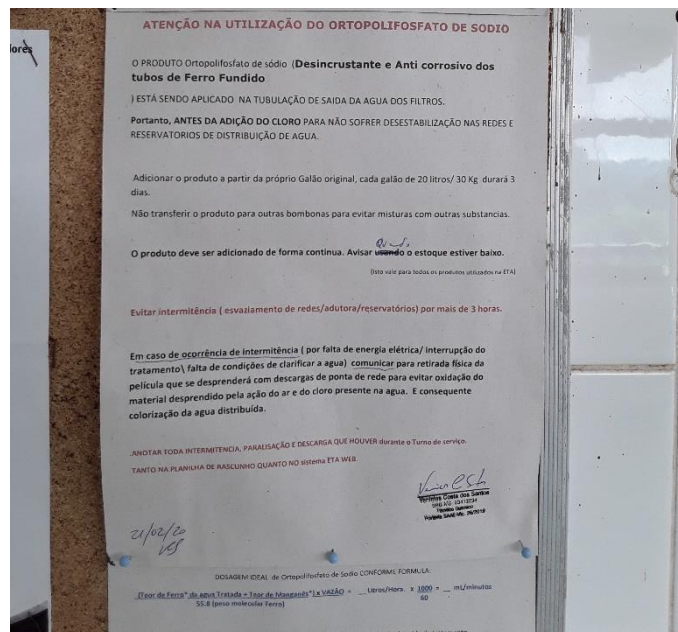 ores
ATENÇÃO NA UTILIZAÇÃO DO ORTOPOLIFOSFATO DE SODIO
O PRODUTO Ortopolifosfato de sódio (Desincrustante e Anti corrosivo dos
tubos de Ferro Fundido
) ESTÁ SENDO APLICADO NA TUBULAÇÃO DE SAIDA DA AGUA DOS FILTROS.
Portanto, ANTES DA ADIÇÃO DO CLORO PARA NÃO SOFRER DESESTABILIZAÇÃO NAS REDES E
RESERVATORIOS DE DISTRIBUIÇÃO DE AGUA.
Adicionar o produto a partir da próprio Galão original, cada galão de 20 litros/ 30 Kg durará 3
dias.
Não transferir o produto para outras bombonas para evitar misturas com outras substancias.
Quando
O produto deve ser adicionado de forma continua. Avisar usando o estoque estiver baixo.
(Isto vale para todos os produtos utilizados na ETA)
Evitar intermitência ( esvaziamento de redes/adutora/reservatórios) por mais de 3 horas.
Em caso de ocorrência de Intermitência ( por falta de energia elétrica/ interrupção do
tratamento\ falta de condições de clarificar a agua) comunicar para retirada física da
película que se desprenderá com descargas de ponta de rede para evitar oxidação do
material desprendido pela ação do ar e do cloro presente na agua. E consequente
colorização da agua distribuída.
.ANOTAR TODA INTERMITENCIA, PARALISAÇÃO E DESCARGA QUE HOUVER durante o Turno de serviço.
TANTO NA PLANILHA DE RASCUNHO QUANTO NO sistema ETA WEB.
Costa dos Santos
21/02/20
DOSAGEM IDEAL de Ortopolifosfato de Sodio CONFORME FORMULA:
(Teor de Ferro* da agua Tratada + Teor de Manganês*) x VAZÃO = __ Litros/Hora. x 1000 = __ mL/minutos
55.8 (peso molecular Ferro) 60